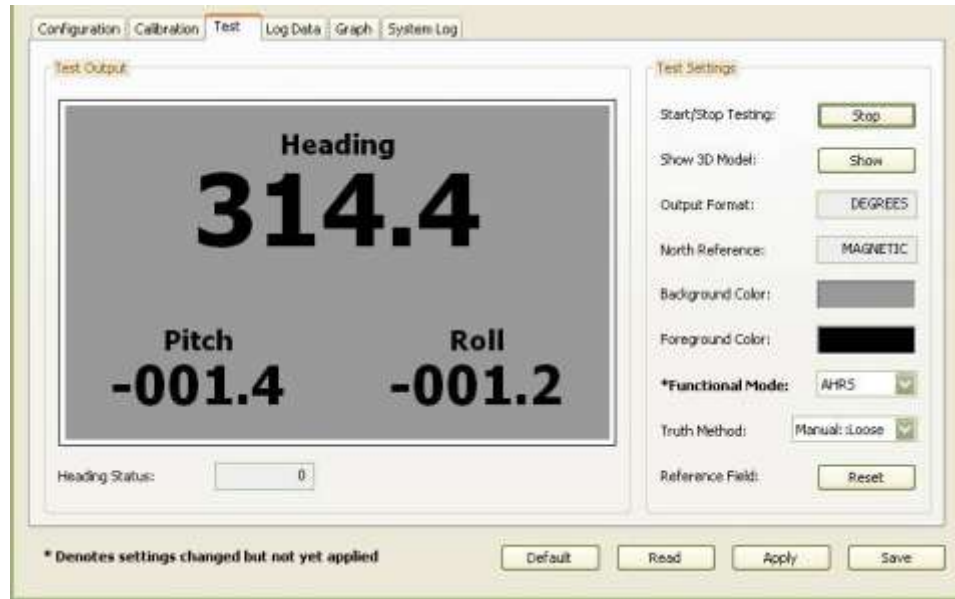 Configuration Calibration Test Log Data Graph System Log
Test Output
Heading
314.4
Pitch Roll
-001.4 -001.2
Heading Status: 0
Test Settings
Start/Stop Testing: Stop
Show 3D Model: Show
Output Format: DEGREES
North Reference: MAGNETIC
Background Color:
Foreground Color:
*Functional Mode: AHRS
Truth Method: Manual: :Loose
Reference Field: Reset
* Denotes settings changed but not yet applied Default Read Apply Save